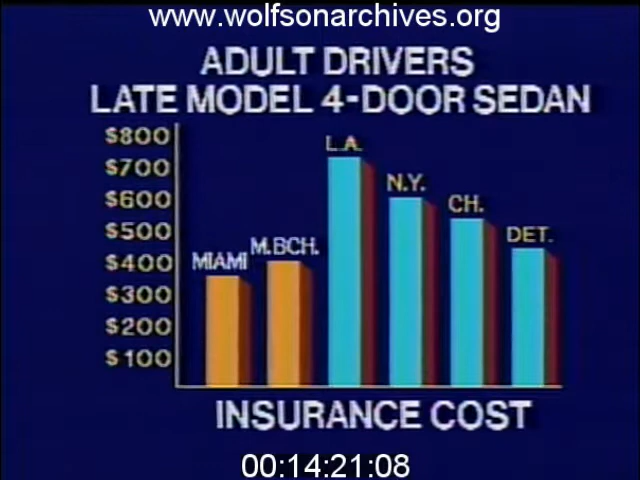 www.wolfsonarchives.org
ADULT DRIVERS
LATE MODEL 4-DOOR SEDAN
$800
$700
$600
$500
$400
$300
$200
$100
MIAMI
M.BCH.
L.A.
N.Y.
CH.
DET.
INSURANCE COST
00:14:21:08